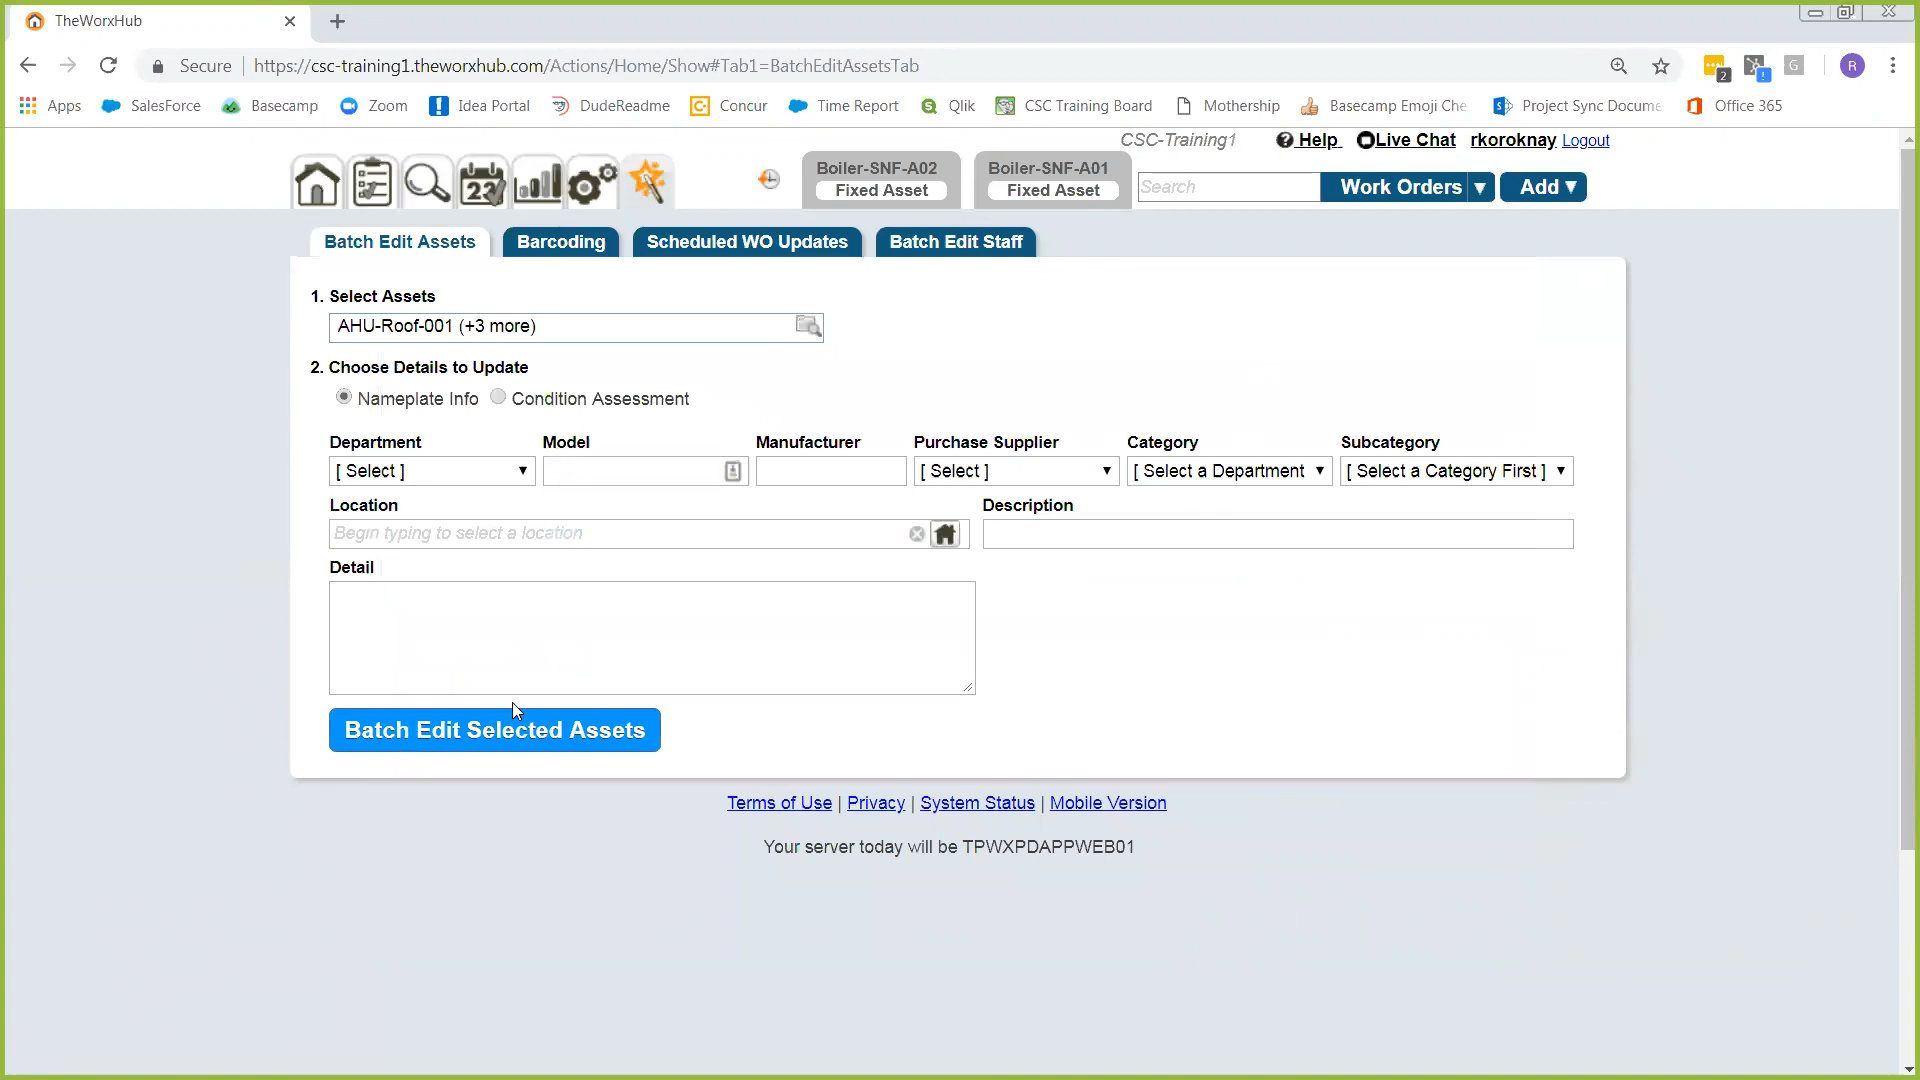 TheWorxHub
Secure
https://csc-training1.theworxhub.com/Actions/Home/Show#Tab1=BatchEditAssetsTab
2
!
G
R
Apps
SalesForce
Basecamp
Zoom
Idea Portal
DudeReadme
Concur
Time Report
Qlik
CSC Training Board
Mothership
Basecamp Emoji Che
Project Sync Docume
Office 365
CSC-Training1
Help
Live Chat
rkoroknay
Logout
23
Boiler-SNF-A02
Fixed Asset
Boiler-SNF-A01
Fixed Asset
Search
Work Orders ▼
Add ▼
Batch Edit Assets
Barcoding
Scheduled WO Updates
Batch Edit Staff
1. Select Assets
AHU-Roof-001 (+3 more)
2. Choose Details to Update
Nameplate Info
Condition Assessment
Department
Model
Manufacturer
Purchase Supplier
Category
Subcategory
[ Select ]
[ Select ]
[ Select a Department
[ Select a Category First ]
Location
Description
Begin typing to select a location
Detail
Batch Edit Selected Assets
Terms of Use | Privacy | System Status | Mobile Version
Your server today will be TPWXPDAPPWEB01